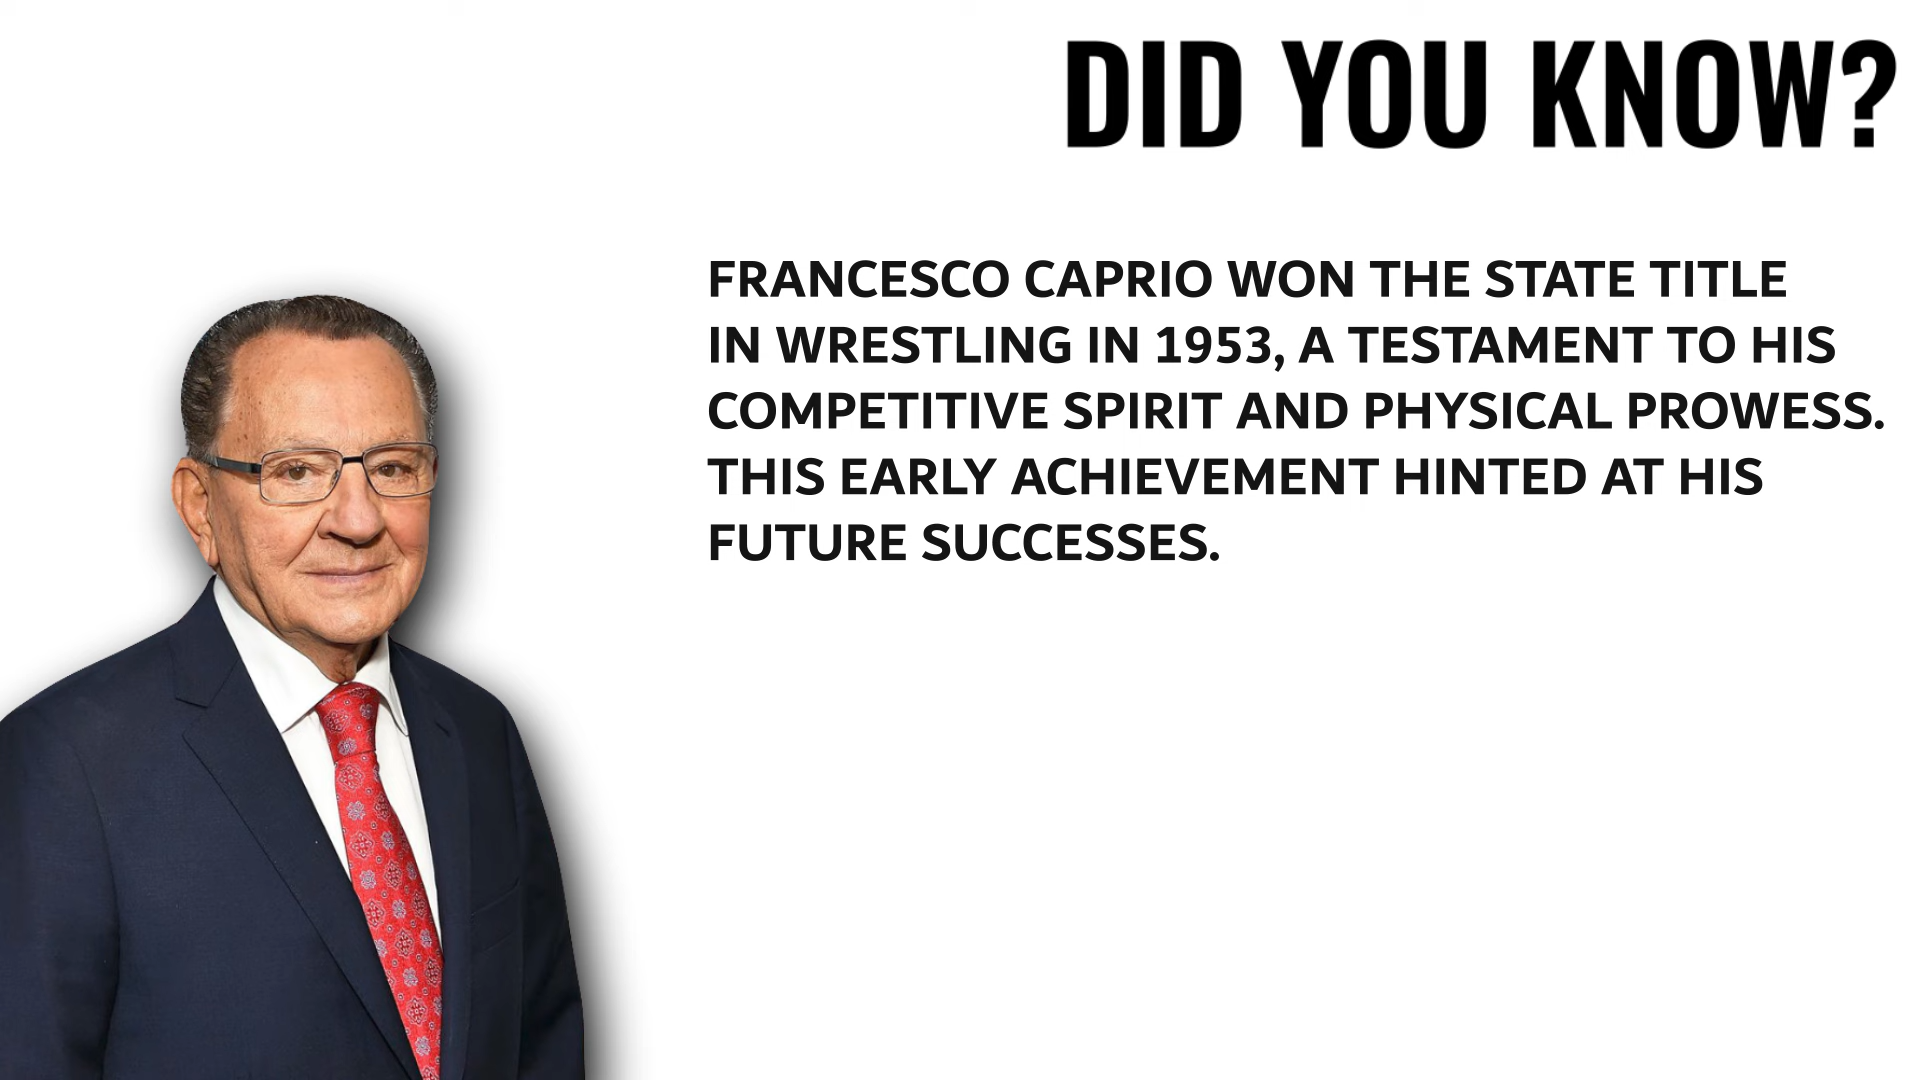 DID YOU KNOW?
FRANCESCO CAPRIO WON THE STATE TITLE
IN WRESTLING IN 1953, A TESTAMENT TO HIS
COMPETITIVE SPIRIT AND PHYSICAL PROWESS.
THIS EARLY ACHIEVEMENT HINTED AT HIS
FUTURE SUCCESSES.